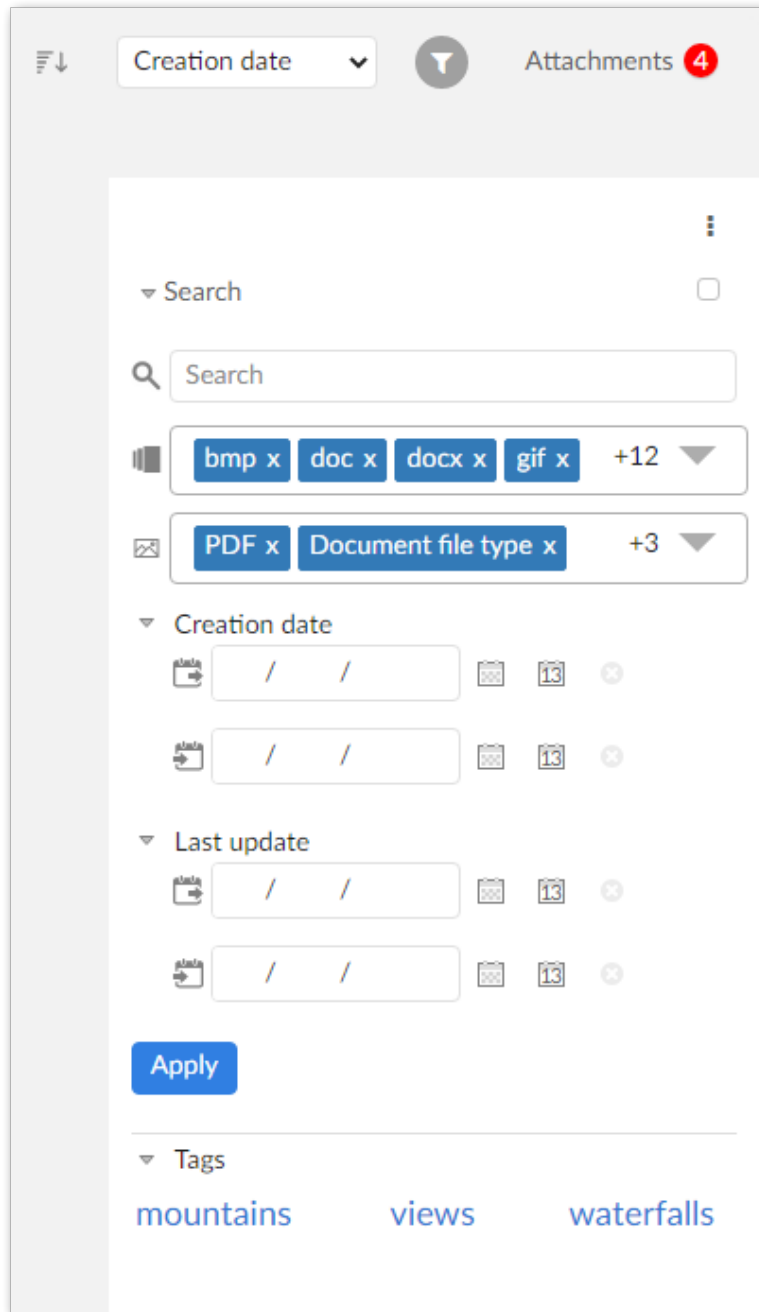 Creation date Attachments 4
Search
Search
bmp x doc x docx x gif x +12
PDF x Document file type x +3
Creation date
/ / 13
/ / 13
Last update
/ / 13
/ / 13
Apply
Tags
mountains views waterfalls